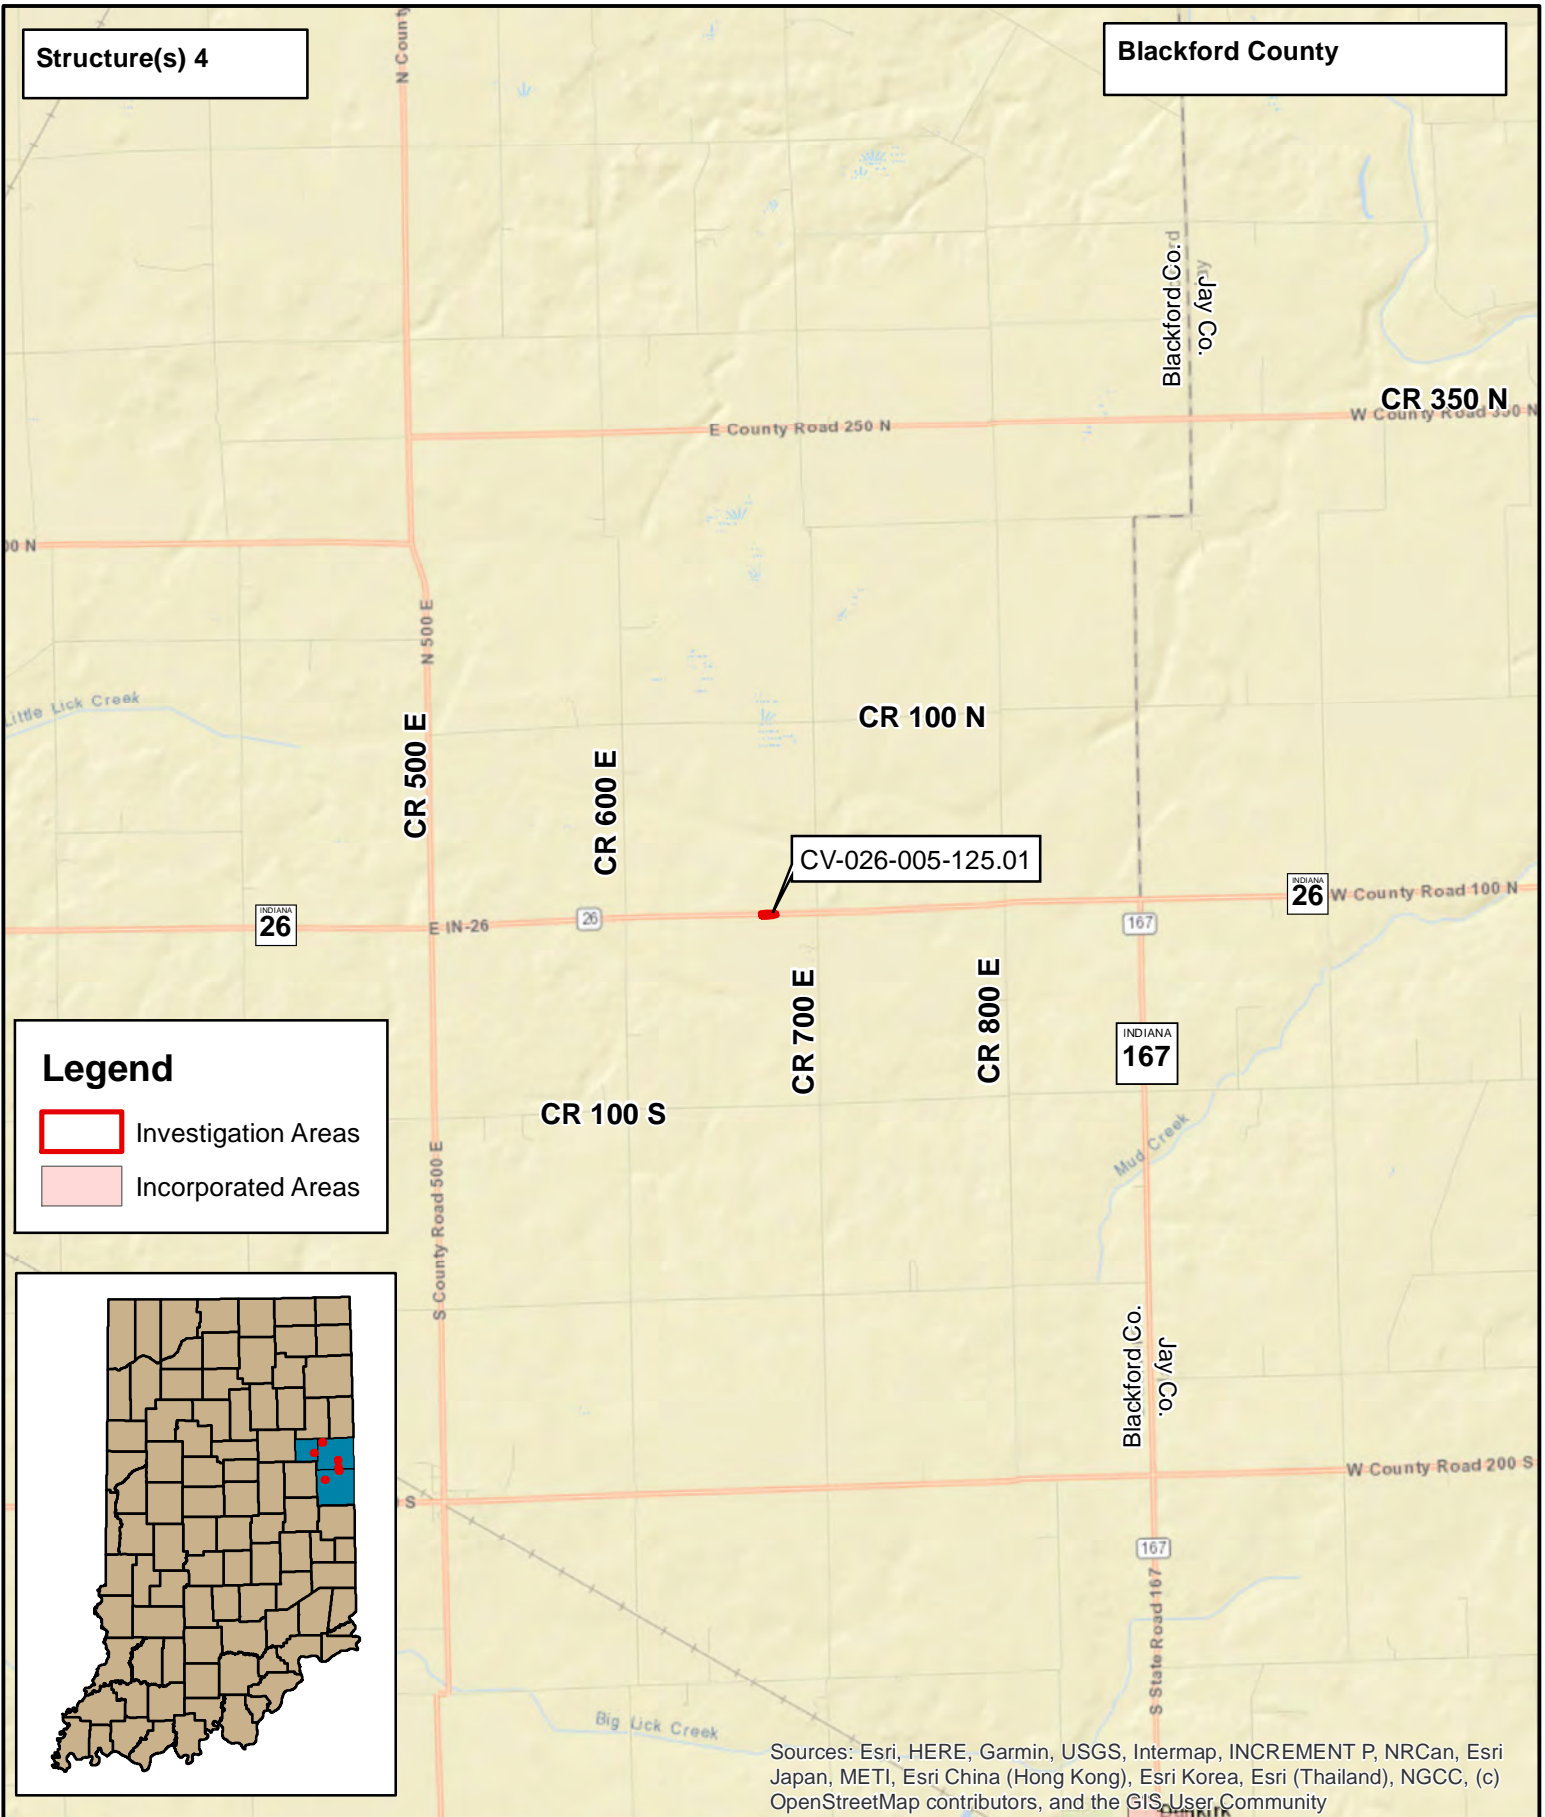 Structure(s) 4
Blackford County
N County
Blackford Co.
Jay Co.
CR 350 N
W County Road 350 N
E County Road 250 N
00 N
N 500 E
Little Lick Creek
CR 500 E
CR 600 E
CR 100 N
CV-026-005-125.01
INDIANA
26
E IN-26
26
167
INDIANA
26
W County Road 100 N
CR 700 E
CR 800 E
INDIANA
167
Legend
Investigation Areas
Incorporated Areas
CR 100 S
Mud Creek
S County Road 500 E
Blackford Co.
Jay Co.
W County Road 200 S
S
167
S State Road 167
Big Lick Creek
Sources: Esri, HERE, Garmin, USGS, Intermap, INCREMENT P, NRCan, Esri
Japan, METI, Esri China (Hong Kong), Esri Korea, Esri (Thailand), NGCC, (c)
OpenStreetMap contributors, and the GIS User Community
Dunkirk